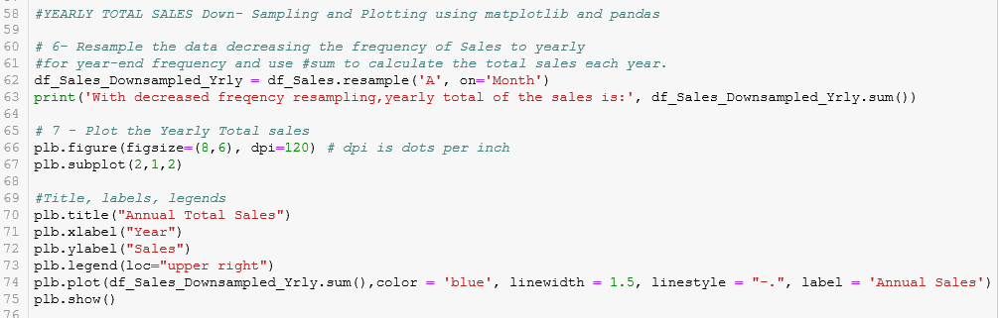 58 #YEARLY TOTAL SALES Down- Sampling and Plotting using matplotlib and pandas
59
60 # 6- Resample the data decreasing the frequency of Sales to yearly
61 #for year-end frequency and use #sum to calculate the total sales each year.
62 df_Sales_Downsampled_Yrly = df_Sales.resample('A', on='Month')
63 print('With decreased freqency resampling,yearly total of the sales is:', df_Sales_Downsampled_Yrly.sum())
64
65 # 7 - Plot the Yearly Total sales
66 plb.figure(figsize=(8,6), dpi=120) # dpi is dots per inch
67 plb.subplot(2,1,2)
68
69 #Title, labels, legends
70 plb.title("Annual Total Sales")
71 plb.xlabel("Year")
72 plb.ylabel("Sales")
73 plb.legend(loc="upper right")
74 plb.plot(df_Sales_Downsampled_Yrly.sum(),color = 'blue', linewidth = 1.5, linestyle = "-.", label = 'Annual Sales')
75 plb.show()
76